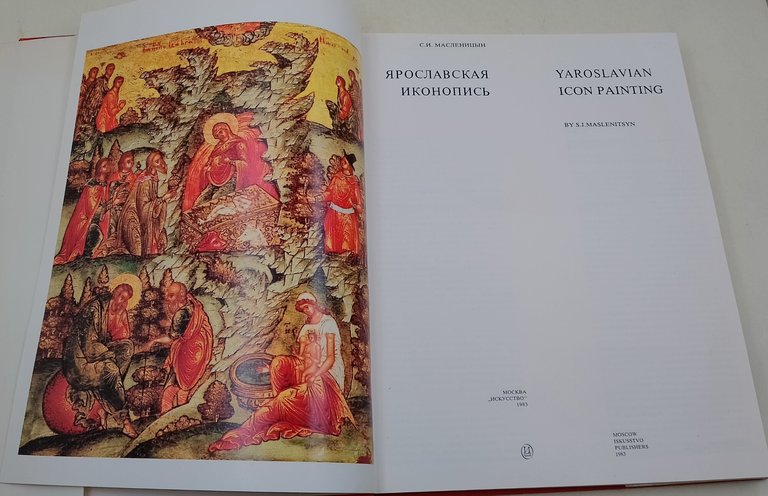 С.И. МАСЛЕНИЦЫН
ЯРОСЛАВСКАЯ
ИКОНОПИСЬ
YAROSLAVIAN
ICON PAINTING
BY S.I.MASLENITSYN
МОСКВА
„ИСКУССТВО"
1983
MOSCOW
ISKUSSTVO
PUBLISHERS
1983